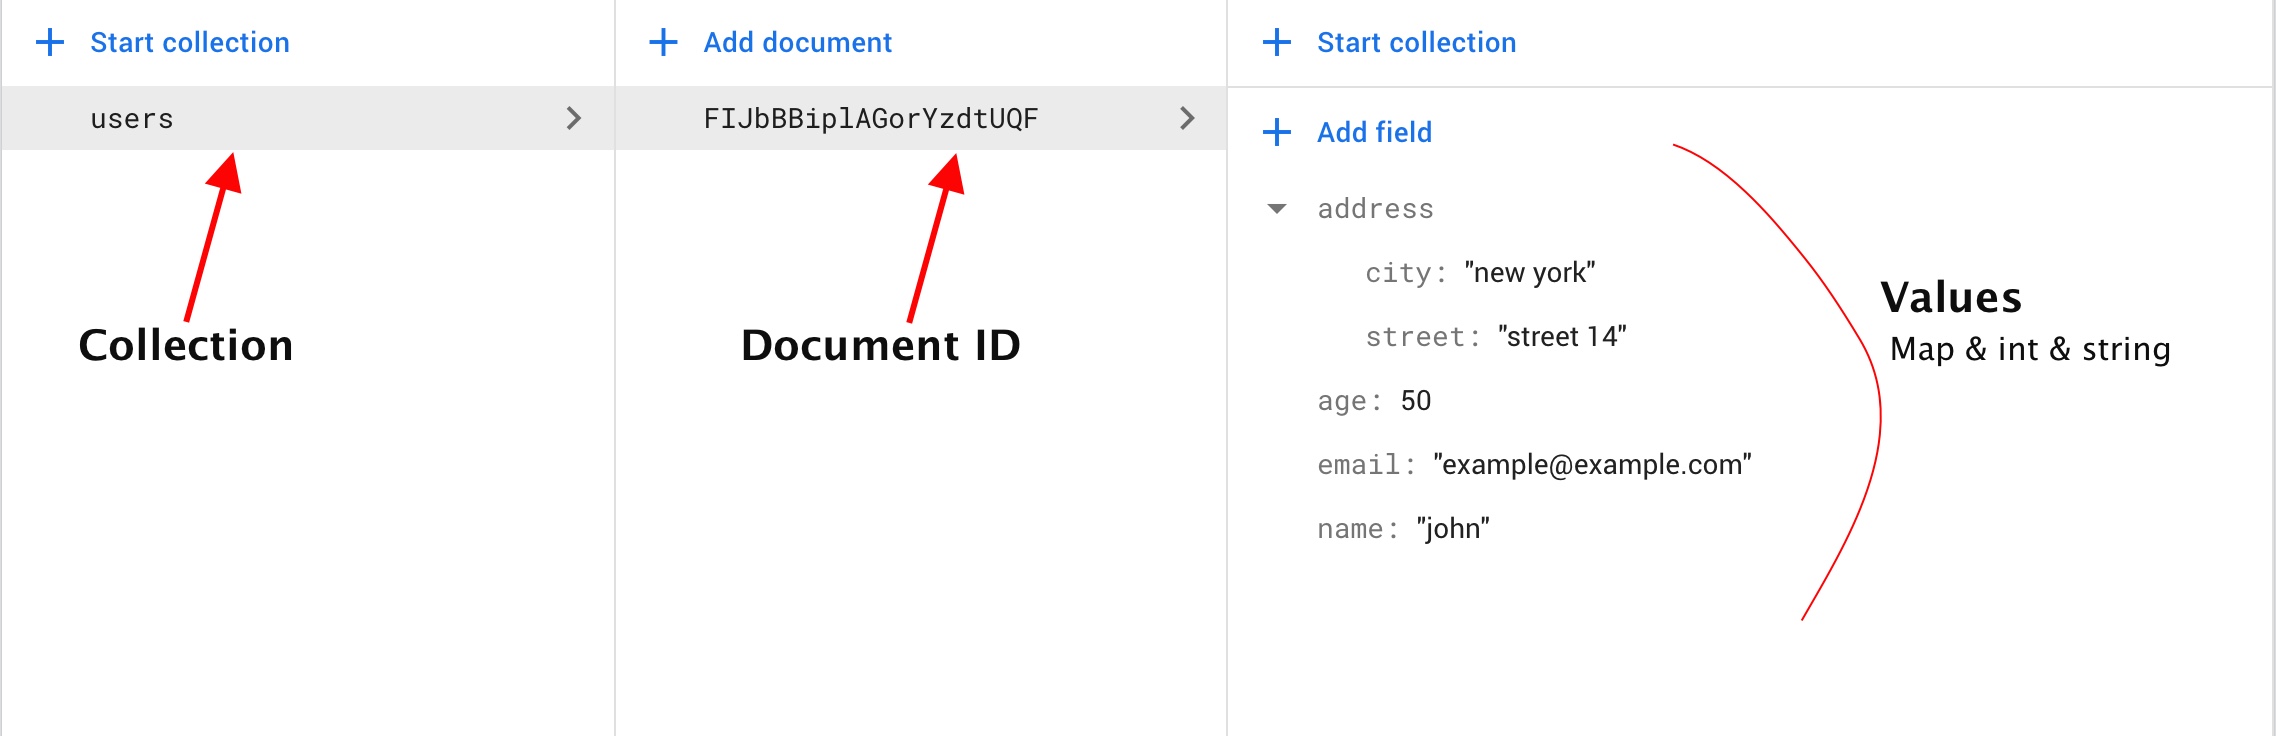 Start collection
users
Collection
Add document
FIJbBBiplAGorYzdtUQF
Document ID
Start collection
Add field
address
city: "new york"
street: "street 14"
age: 50
email: "example@example.com"
name: "john"
Values
Map & int & string